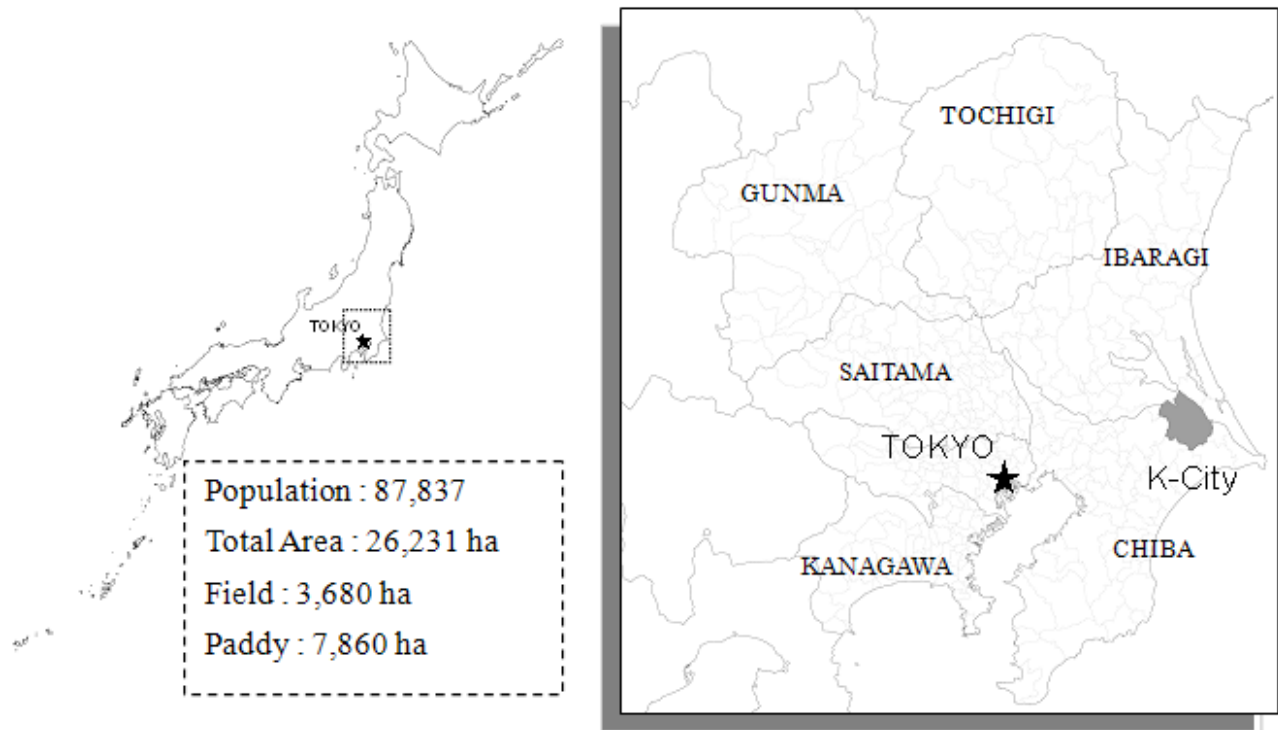 TOKYO
Population : 87,837
Total Area : 26,231 ha
Field : 3,680 ha
Paddy : 7,860 ha
TOCHIGI
GUNMA
IBARAGI
SAITAMA
TOKYO
K-City
CHIBA
KANAGAWA